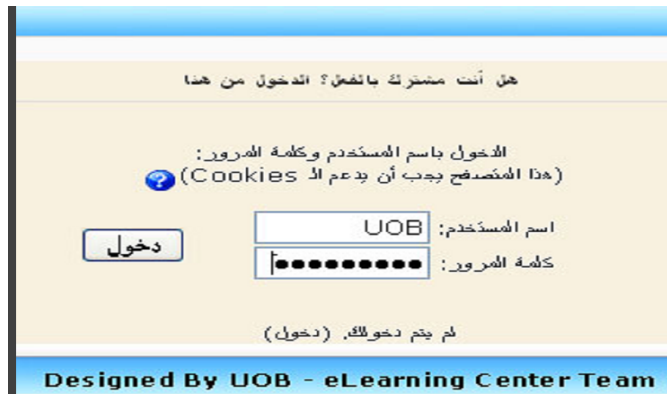 هل أنت مشترك بالفعل؟ الدخول من هنا
الدخول باسم المستخدم وكلمة المرور:
(هذا المتصفح يجب أن يدعم الـ Cookies) ?
اسم المستخدم: UOB
كلمة المرور: •••••••••
دخول
لم يتم دخولك. (دخول)
Designed By UOB - eLearning Center Team